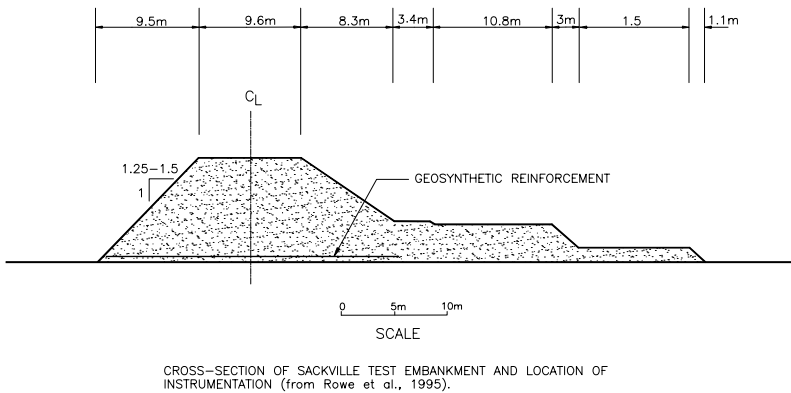 9.5m 9.6m 8.3m 3.4m 10.8m 3m 1.5 1.1m
CL
1.25-1.5
1
GEOSYNTHETIC REINFORCEMENT
0 5m 10m
SCALE
CROSS-SECTION OF SACKVILLE TEST EMBANKMENT AND LOCATION OF
INSTRUMENTATION (from Rowe et al., 1995).